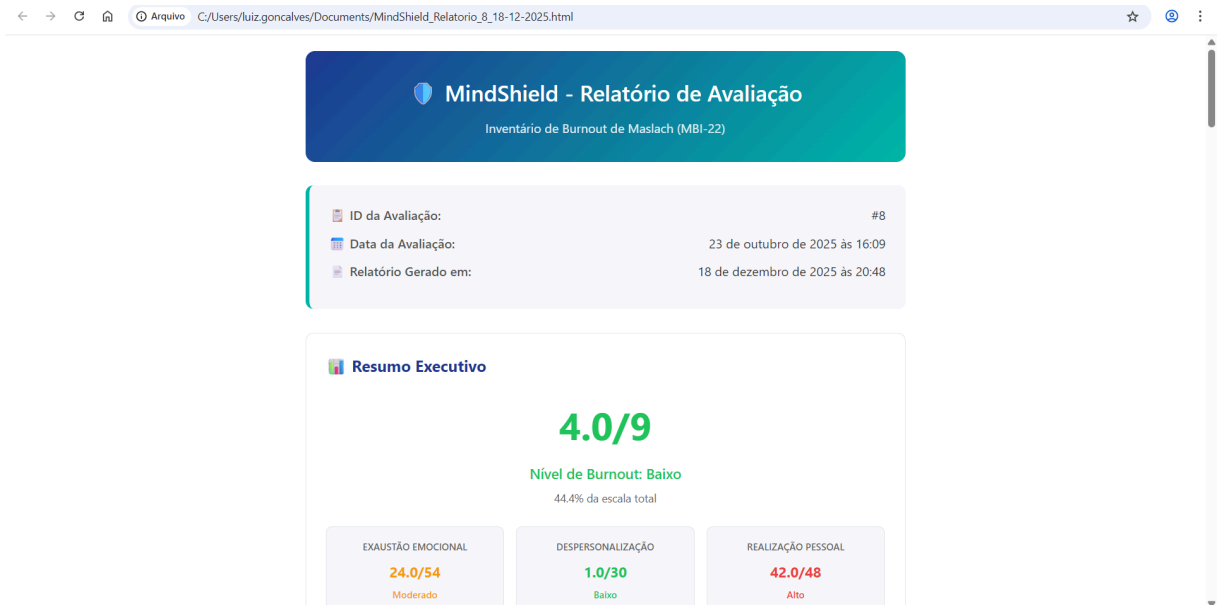 Arquivo C:/Users/luiz.goncalves/Documents/MindShield_Relatorio_8_18-12-2025.html
MindShield - Relatório de Avaliação
Inventário de Burnout de Maslach (MBI-22)
ID da Avaliação: #8
Data da Avaliação: 23 de outubro de 2025 às 16:09
Relatório Gerado em: 18 de dezembro de 2025 às 20:48
Resumo Executivo
4.0/9
Nível de Burnout: Baixo
44.4% da escala total
EXAUSTÃO EMOCIONAL DESPERSONALIZAÇÃO REALIZAÇÃO PESSOAL
24.0/54 1.0/30 42.0/48
Moderado Baixo Alto